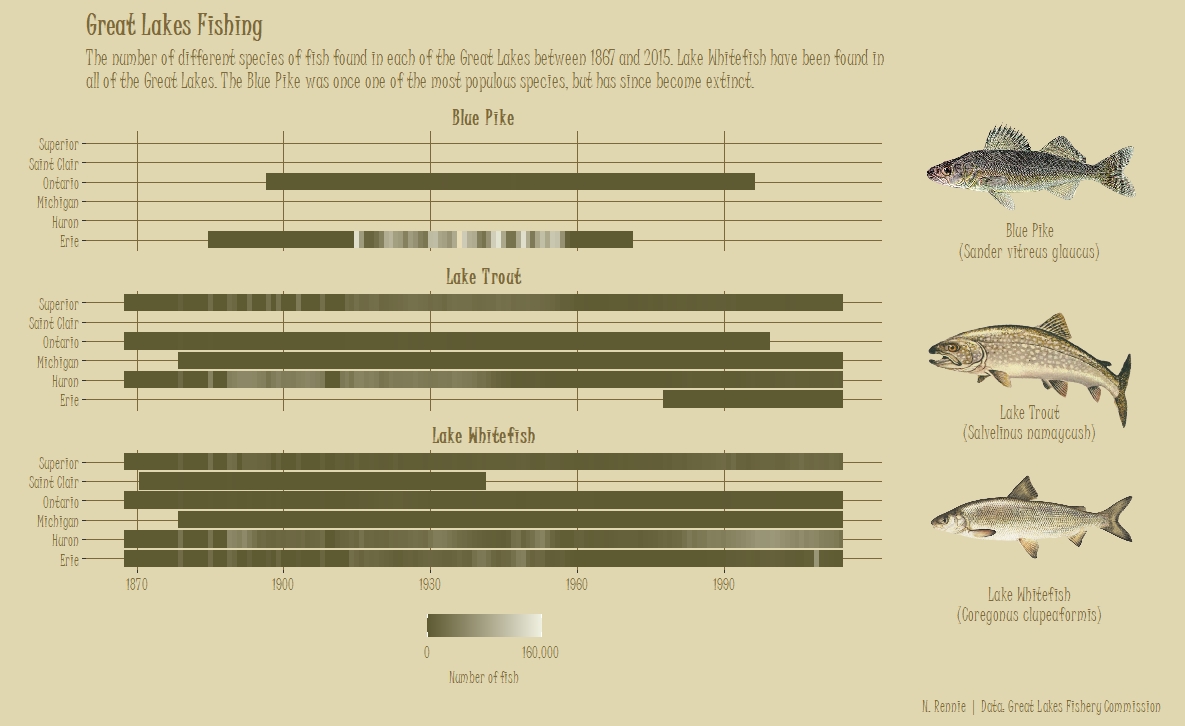 Great Lakes Fishing
The number of different species of fish found in each of the Great Lakes between 1867 and 2015. Lake Whitefish have been found in
all of the Great Lakes. The Blue Pike was once one of the most populous species, but has since become extinct.
Blue Pike
Superior
Saint Clair
Ontario
Michigan
Huron
Erie
Lake Trout
Superior
Saint Clair
Ontario
Michigan
Huron
Erie
Lake Whitefish
Superior
Saint Clair
Ontario
Michigan
Huron
Erie
1870 1900 1930 1960 1990
0 160,000
Number of fish
Blue Pike
(Sander vitreus glaucus)
Lake Trout
(Salvelinus namaycush)
Lake Whitefish
(Coregonus clupeaformis)
N. Rennie | Data: Great Lakes Fishery Commission